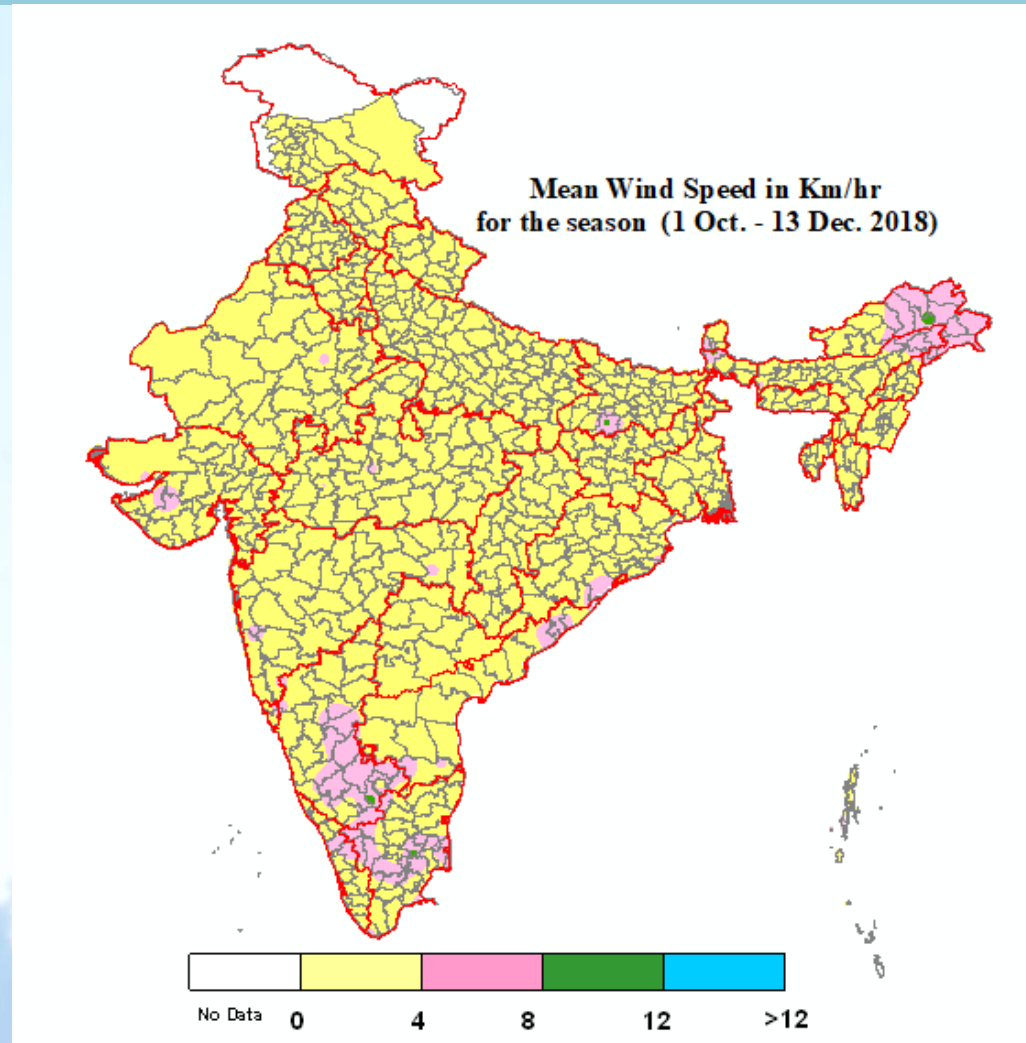 Mean Wind Speed in Km/hr
for the season (1 Oct. - 13 Dec. 2018)
No Data 0 4 8 12 >12